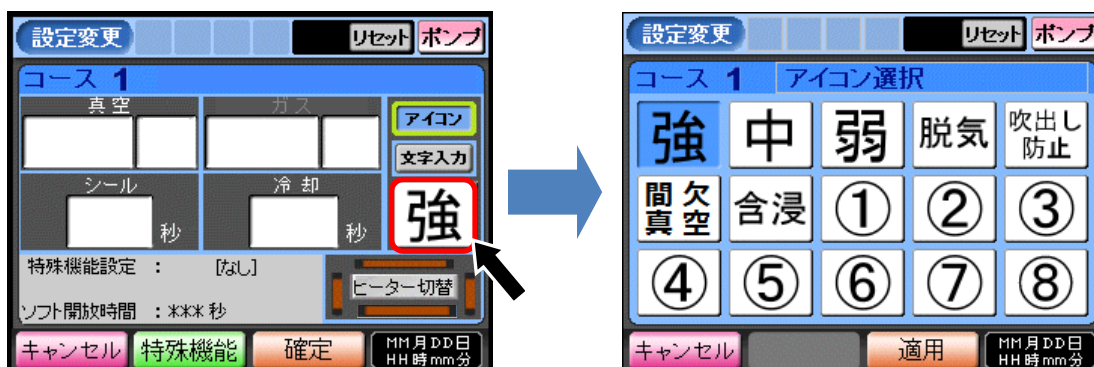 設定変更 リセット ポンプ
コース 1
真空 ガス アイコン
文字入力
シール 冷却
秒 秒 強
特殊機能設定 : [なし]
ヒーター切替
ソフト開放時間 : *** 秒
キャンセル 特殊機能 確定 MM月DD日
HH時mm分
設定変更 リセット ポンプ
コース 1 アイコン選択
強 中 弱 脱気 吹出し
防止
間欠
真空 含浸 ① ② ③
④ ⑤ ⑥ ⑦ ⑧
キャンセル 適用 MM月DD日
HH時mm分